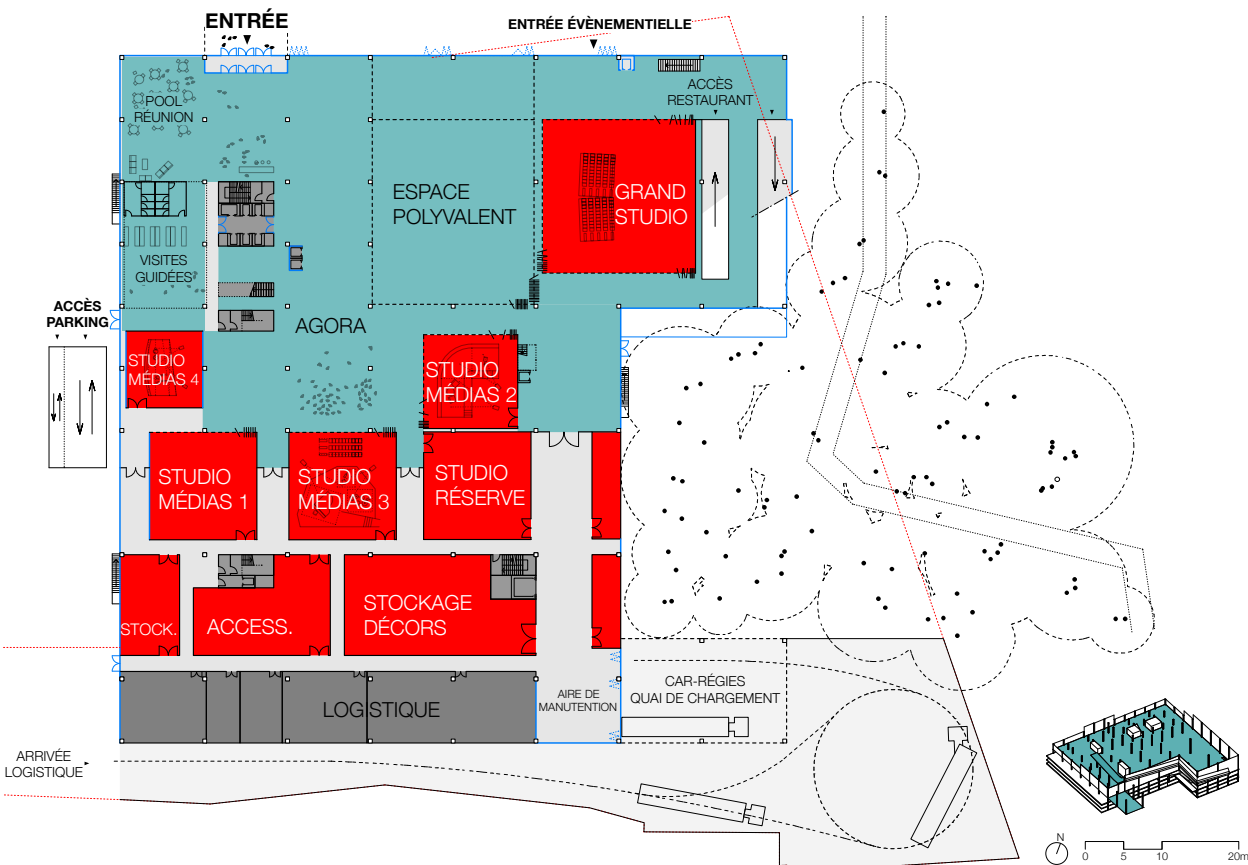 ENTRÉE
ENTRÉE ÉVÈNEMENTIELLE
POOL
RÉUNION
ACCÈS
RESTAURANT
ESPACE
POLYVALENT
GRAND
STUDIO
VISITES
GUIDÉES
ACCÈS
PARKING
AGORA
STUDIO
MÉDIAS 4
STUDIO
MÉDIAS 2
STUDIO
MÉDIAS 1
STUDIO
MÉDIAS 3
STUDIO
RÉSERVE
STOCK.
ACCESS.
STOCKAGE
DÉCORS
LOGISTIQUE
AIRE DE
MANUTENTION
CAR-RÉGIES
QUAI DE CHARGEMENT
ARRIVÉE
LOGISTIQUE
N
0 5 10 20m